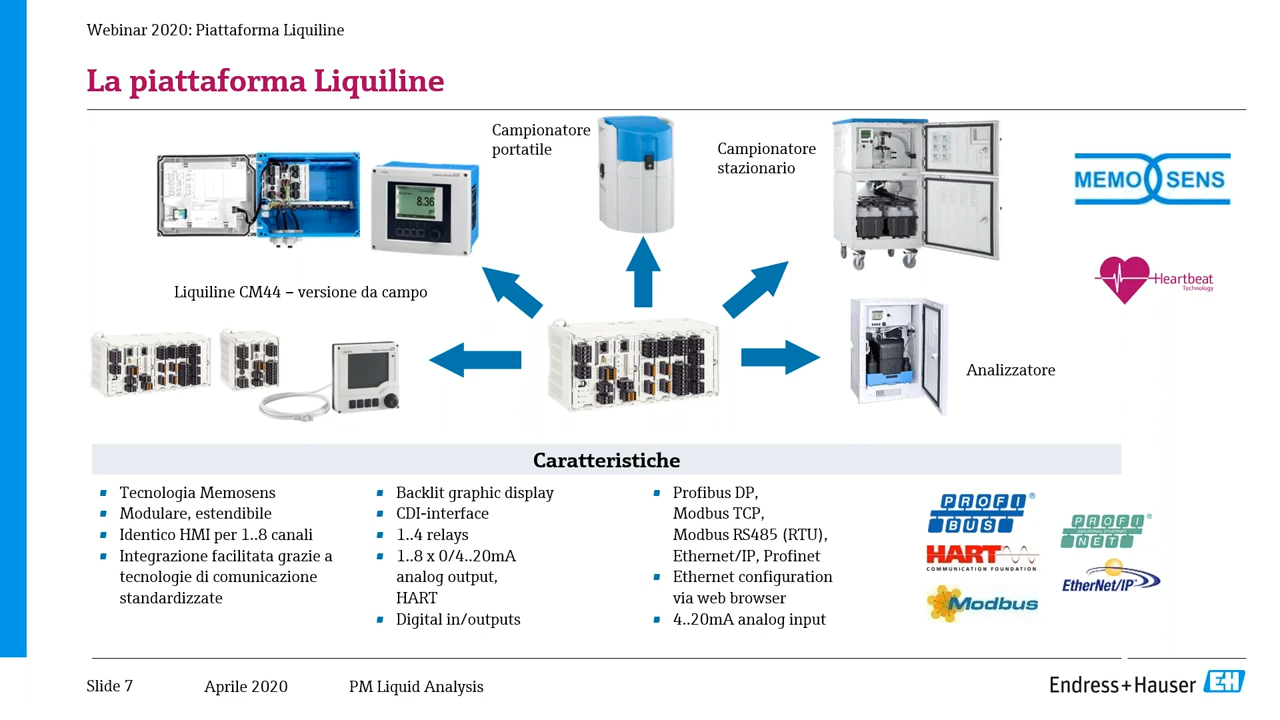 Webinar 2020: Piattaforma Liquiline
La piattaforma Liquiline
Campionatore
portatile
Campionatore
stazionario
MEMO SENS
8.36
Heartbeat
Technology
Liquiline CM44 – versione da campo
Analizzatore
Caratteristiche
Tecnologia Memosens
Modulare, estendibile
Identico HMI per 1..8 canali
Integrazione facilitata grazie a
tecnologie di comunicazione
standardizzate
Backlit graphic display
CDI-interface
1..4 relays
1..8 x 0/4..20mA
analog output,
HART
Digital in/outputs
Profibus DP,
Modbus TCP,
Modbus RS485 (RTU),
Ethernet/IP, Profinet
Ethernet configuration
via web browser
4..20mA analog input
PROFI
BUS
®
PROFI
INDUSTRIAL ETHERNET
NET
®
HART
COMMUNICATION FOUNDATION
EtherNet/IP
Modbus
Slide 7
Aprile 2020
PM Liquid Analysis
Endress+Hauser EH